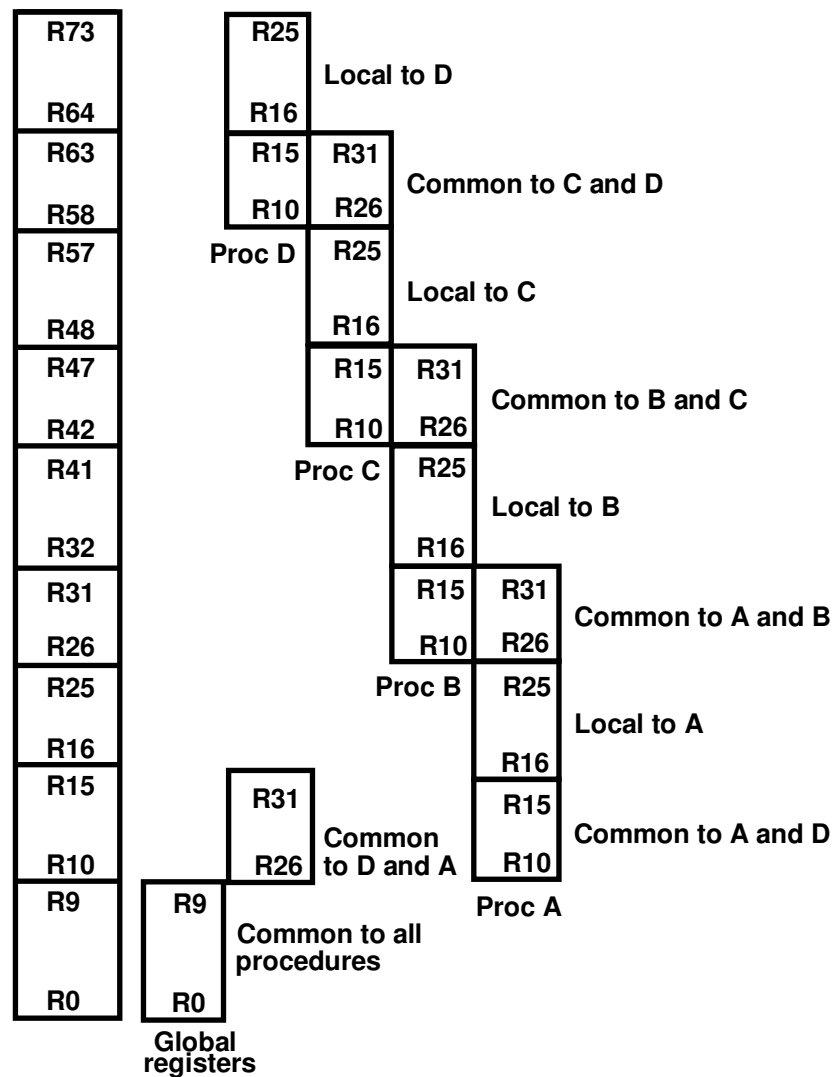 R73 R25
Local to D
R64 R16
R63 R15 R31
Common to C and D
R58 R10 R26
R57 Proc D R25
Local to C
R48 R16
R47 R15 R31
Common to B and C
R42 R10 R26
R41 Proc C R25
Local to B
R32 R16
R31 R15 R31
Common to A and B
R26 R10 R26
R25 Proc B R25
Local to A
R16 R16
R15 R31 R15
Common Common to A and D
R10 R26 to D and A R10
R9 R9 Proc A
Common to all
procedures
R0 R0
Global
registers